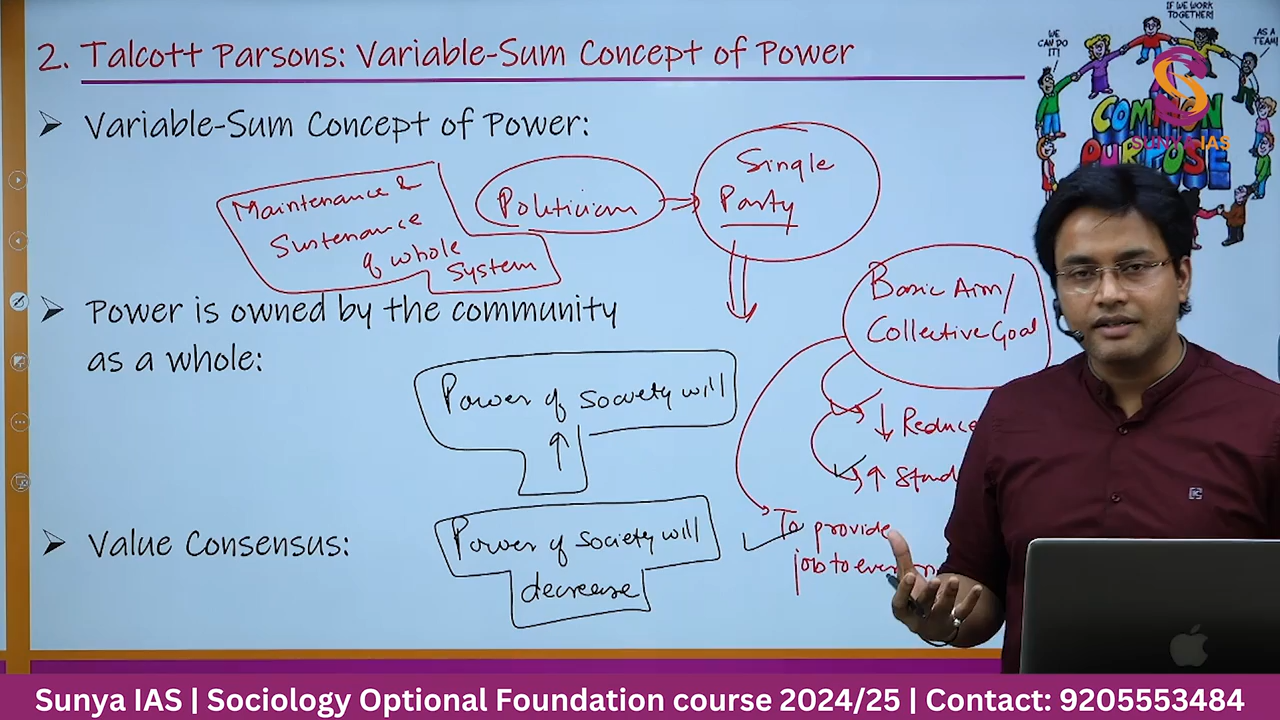 2. Talcott Parsons: Variable-Sum Concept of Power
IF WE WORK
TOGETHER!
WE
CAN DO
IT!
AS A
TEAM!
COMMON
PURPOSE
SUNYA IAS
➤ Variable-Sum Concept of Power:
Maintenance &
Sustenance
of whole
System
Politician
Single
Party
Basic Aim/
Collective Goal
➤ Power is owned by the community
as a whole:
Power of society will
↑
↓ Reduce
↑ Stand
➤ Value Consensus:
Power of society will
decrease
To provide
job to
Sunya IAS | Sociology Optional Foundation course 2024/25 | Contact: 9205553484